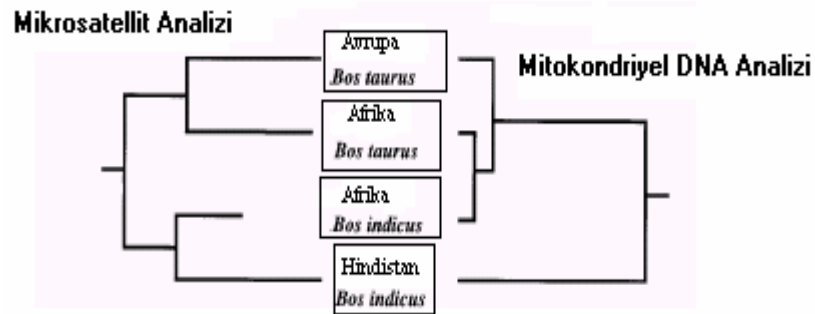 Mikrosatellit Analizi
Avrupa
Bos taurus
Mitokondriyel DNA Analizi
Afrika
Bos taurus
Afrika
Bos indicus
Hindistan
Bos indicus